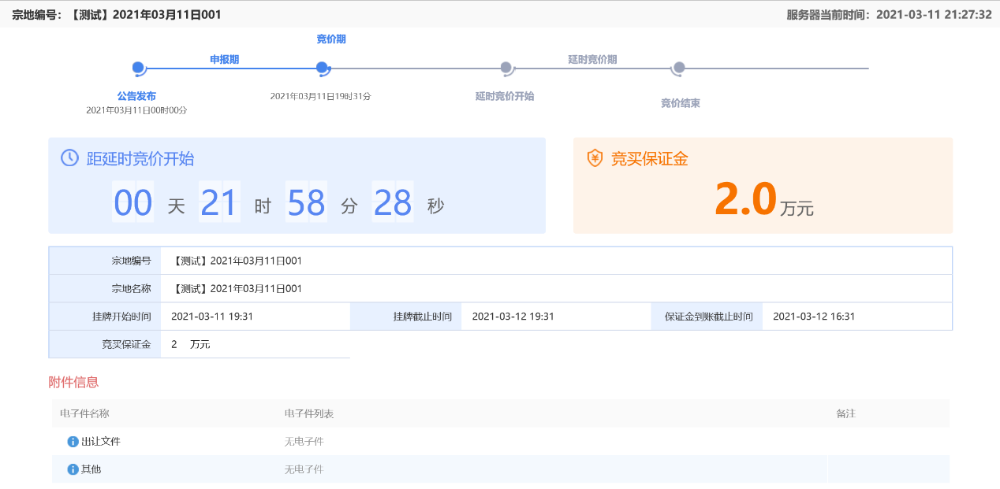 宗地编号：【测试】2021年03月11日001 服务器当前时间：2021-03-11 21:27:32
竞价期
申报期 延时竞价期
公告发布 2021年03月11日19时31分 延时竞价开始 竞价结束
2021年03月11日00时00分
距延时竞价开始 竞买保证金
00 天 21 时 58 分 28 秒 2.0 万元
宗地编号 【测试】2021年03月11日001
宗地名称 【测试】2021年03月11日001
挂牌开始时间 2021-03-11 19:31 挂牌截止时间 2021-03-12 19:31 保证金到账截止时间 2021-03-12 16:31
竞买保证金 2 万元
附件信息
电子件名称 电子件列表 备注
出让文件 无电子件
其他 无电子件